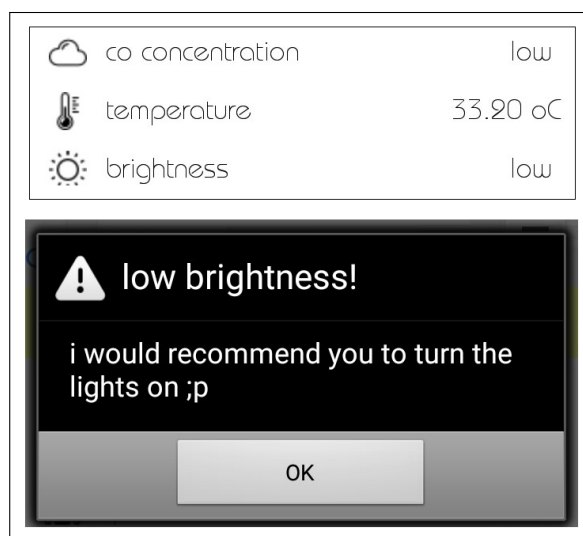 co concentration low
temperature 33.20 oC
brightness low
low brightness!
i would recommend you to turn the
lights on ;p
OK